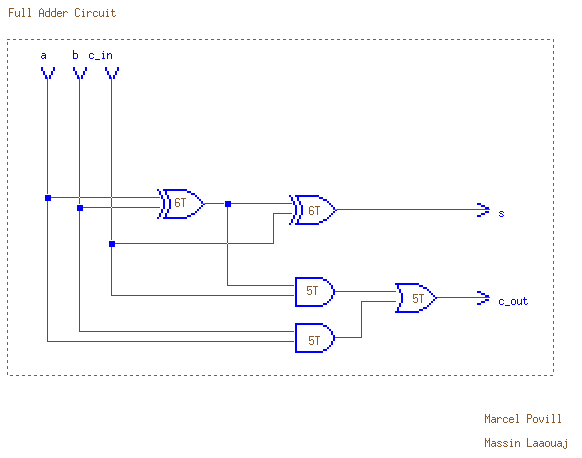 Full Adder Circuit
a b c_in
6T
6T
s
5T
5T
c_out
5T
Marcel Povill
Massin Laaouaj